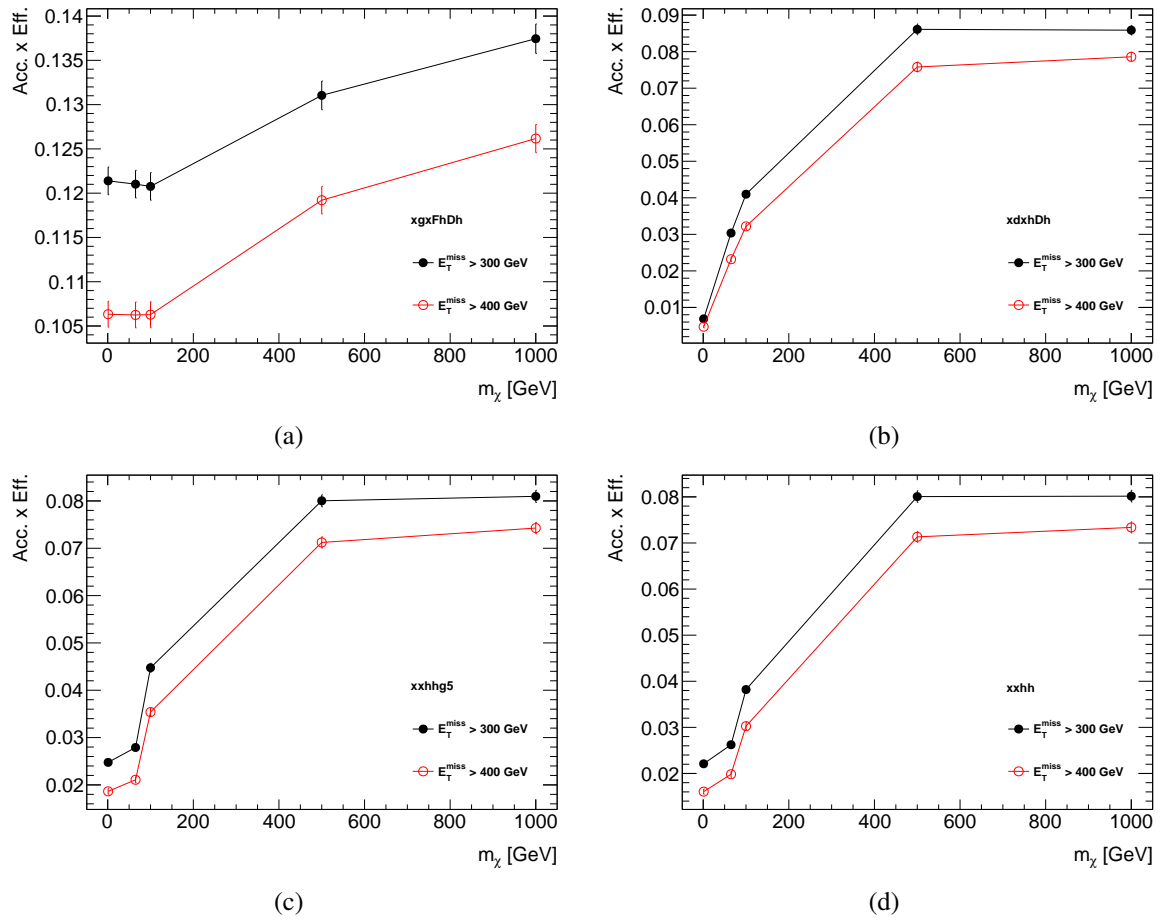 Acc. x Eff.
0.14
0.135
0.13
0.125
0.12
0.115
0.11
0.105
xgxFhDh
E_T^miss > 300 GeV
E_T^miss > 400 GeV
0 200 400 600 800 1000
m_χ [GeV]
(a)
Acc. x Eff.
0.09
0.08
0.07
0.06
0.05
0.04
0.03
0.02
0.01
xdxhDh
E_T^miss > 300 GeV
E_T^miss > 400 GeV
0 200 400 600 800 1000
m_χ [GeV]
(b)
Acc. x Eff.
0.08
0.07
0.06
0.05
0.04
0.03
0.02
xxhhg5
E_T^miss > 300 GeV
E_T^miss > 400 GeV
0 200 400 600 800 1000
m_χ [GeV]
(c)
Acc. x Eff.
0.08
0.07
0.06
0.05
0.04
0.03
0.02
xxhh
E_T^miss > 300 GeV
E_T^miss > 400 GeV
0 200 400 600 800 1000
m_χ [GeV]
(d)